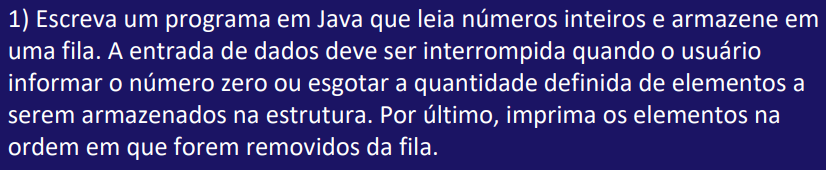 1) Escreva um programa em Java que leia números inteiros e armazene em
uma fila. A entrada de dados deve ser interrompida quando o usuário
informar o número zero ou esgotar a quantidade definida de elementos a
serem armazenados na estrutura. Por último, imprima os elementos na
ordem em que forem removidos da fila.